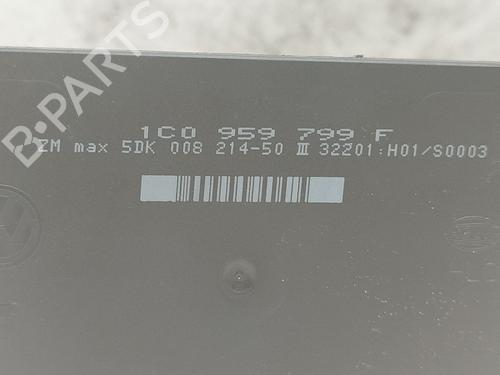 B-PARTS
1C0 959 799 F
ZM max 5DK 008 214-50 III 32201:H01/S0003